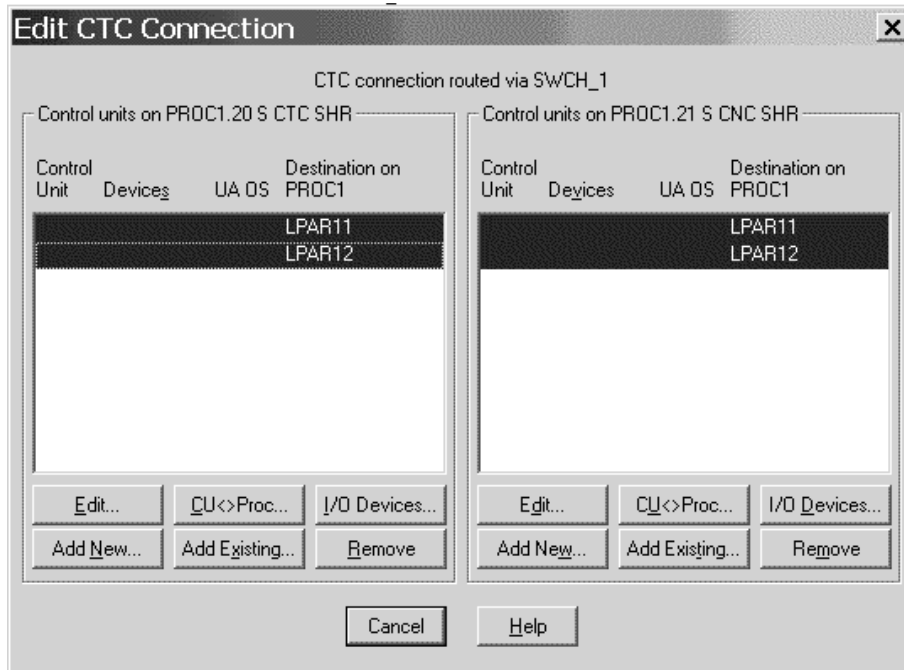 Edit CTC Connection
CTC connection routed via SWCH_1
Control units on PROC1.20 S CTC SHR
Control Unit Devices UA OS Destination on PROC1
LPAR11
LPAR12
Edit... CU<>Proc... I/O Devices...
Add New... Add Existing... Remove
Control units on PROC1.21 S CNC SHR
Control Unit Devices UA OS Destination on PROC1
LPAR11
LPAR12
Edit... CU<>Proc... I/O Devices...
Add New... Add Existing... Remove
Cancel Help